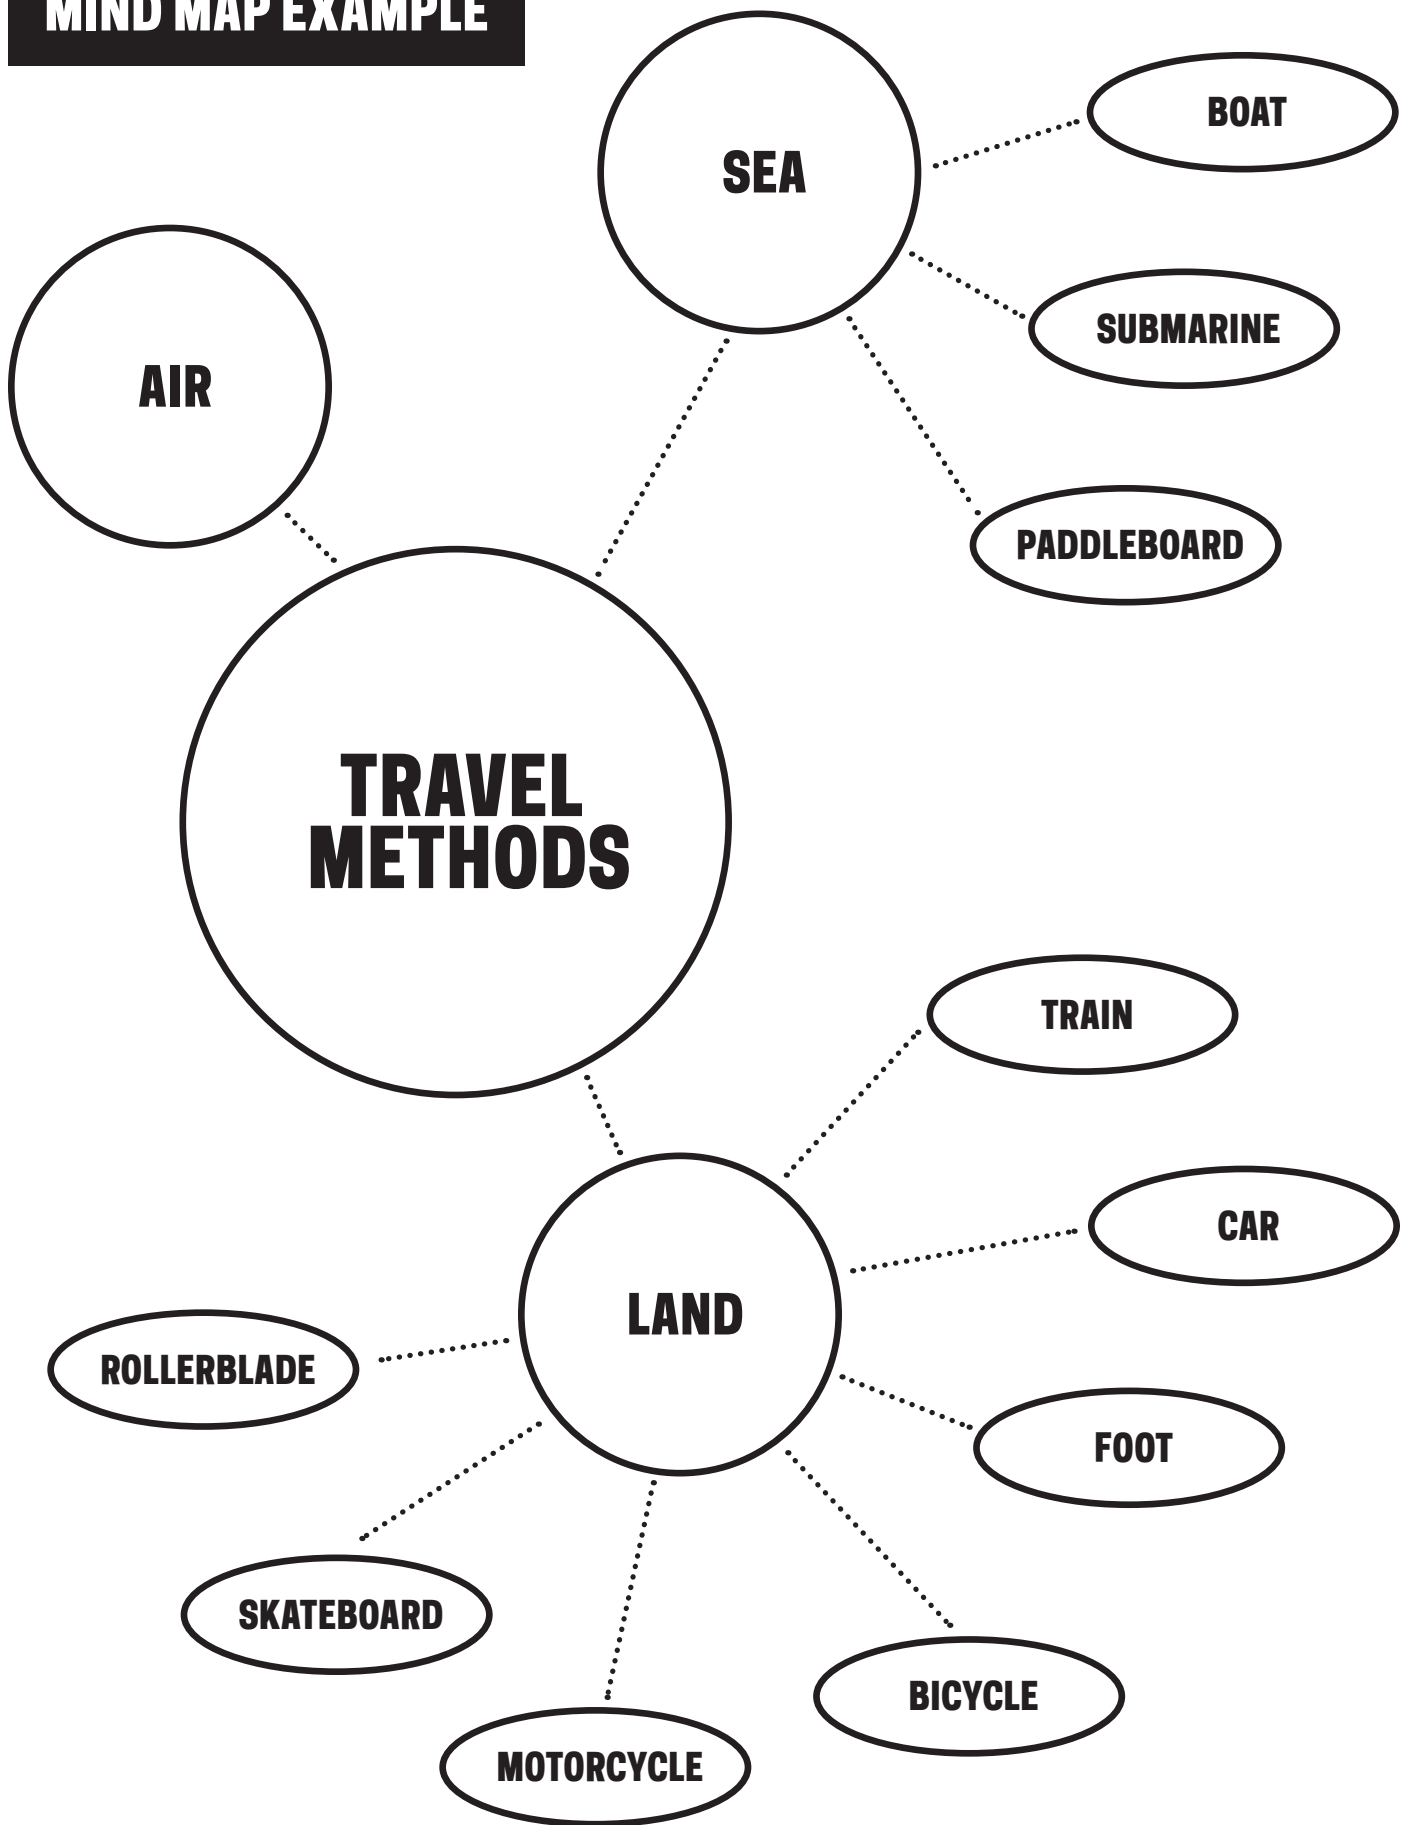 MIND MAP EXAMPLE
SEA
BOAT
SUBMARINE
AIR
PADDLEBOARD
TRAVEL
METHODS
TRAIN
CAR
LAND
ROLLERBLADE
FOOT
SKATEBOARD
BICYCLE
MOTORCYCLE